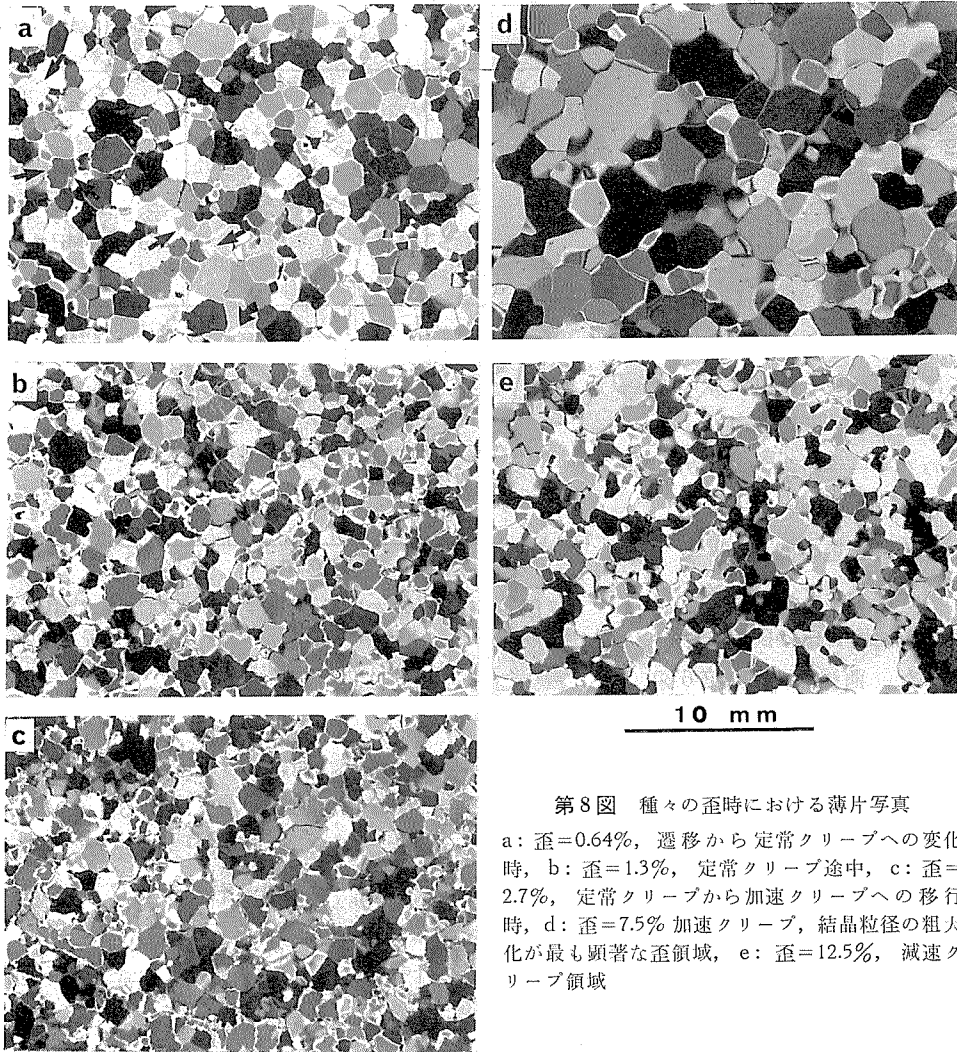 a
d
b
e
c
10 mm
第8図 種々の歪時における薄片写真
a: 歪=0.64%, 遷移から定常クリープへの変化
時, b: 歪=1.3%, 定常クリープ途中, c: 歪=
2.7%, 定常クリープから加速クリープへの移行
時, d: 歪=7.5% 加速クリープ, 結晶粒径の粗大
化が最も顕著な歪領域, e: 歪=12.5%, 減速ク
リープ領域